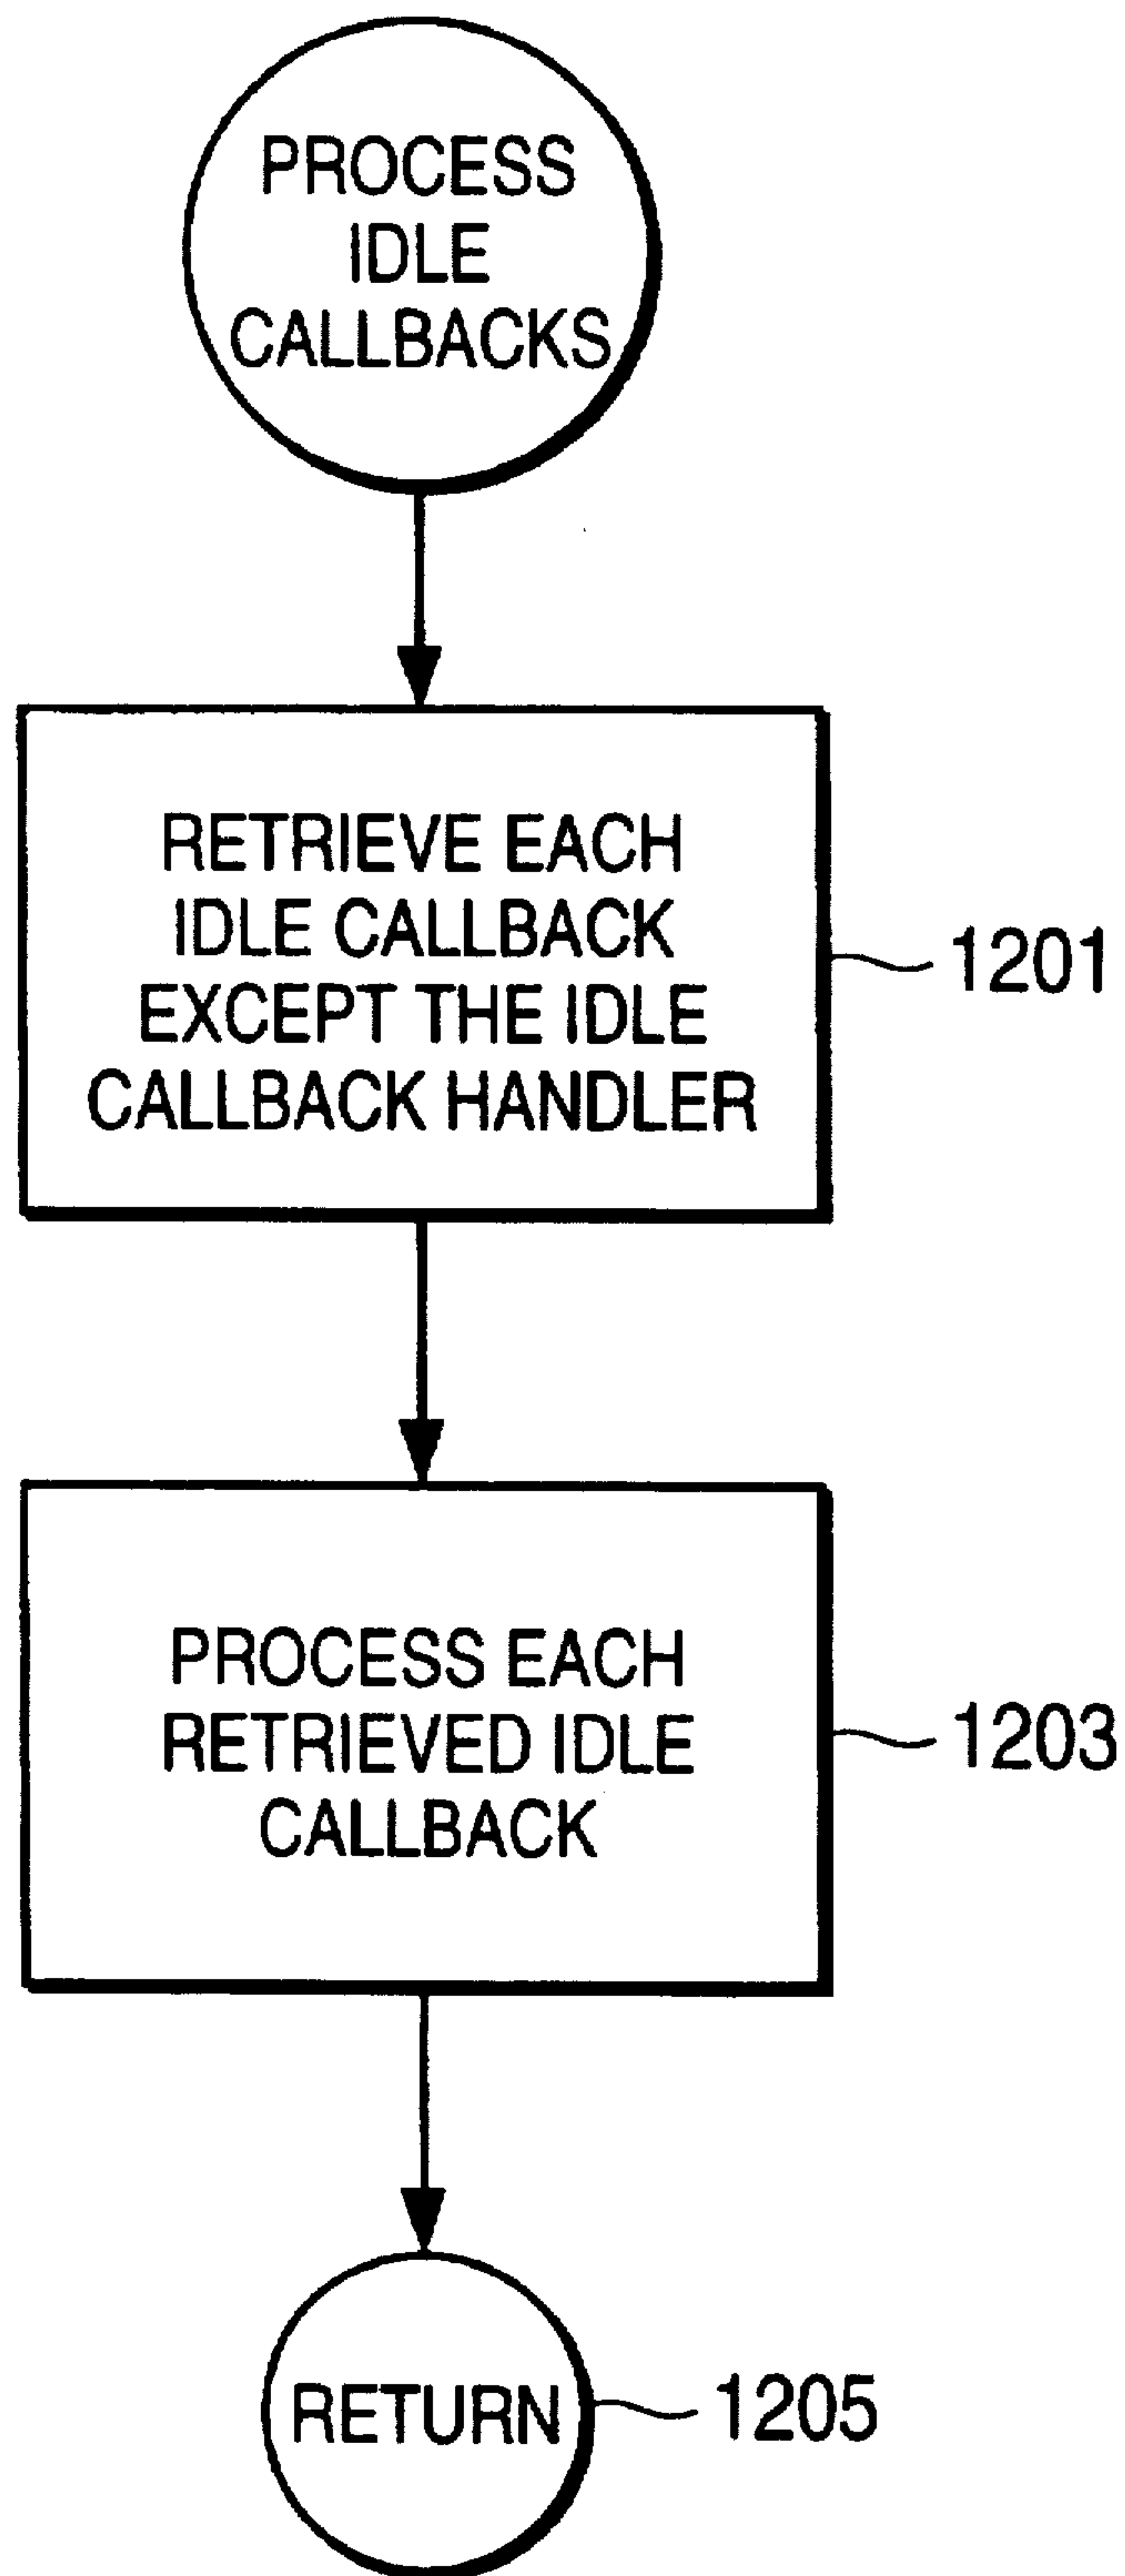 PROCESS
IDLE
CALLBACKS
RETRIEVE EACH
IDLE CALLBACK
EXCEPT THE IDLE
CALLBACK HANDLER
1201
PROCESS EACH
RETRIEVED IDLE
CALLBACK
1203
RETURN
1205